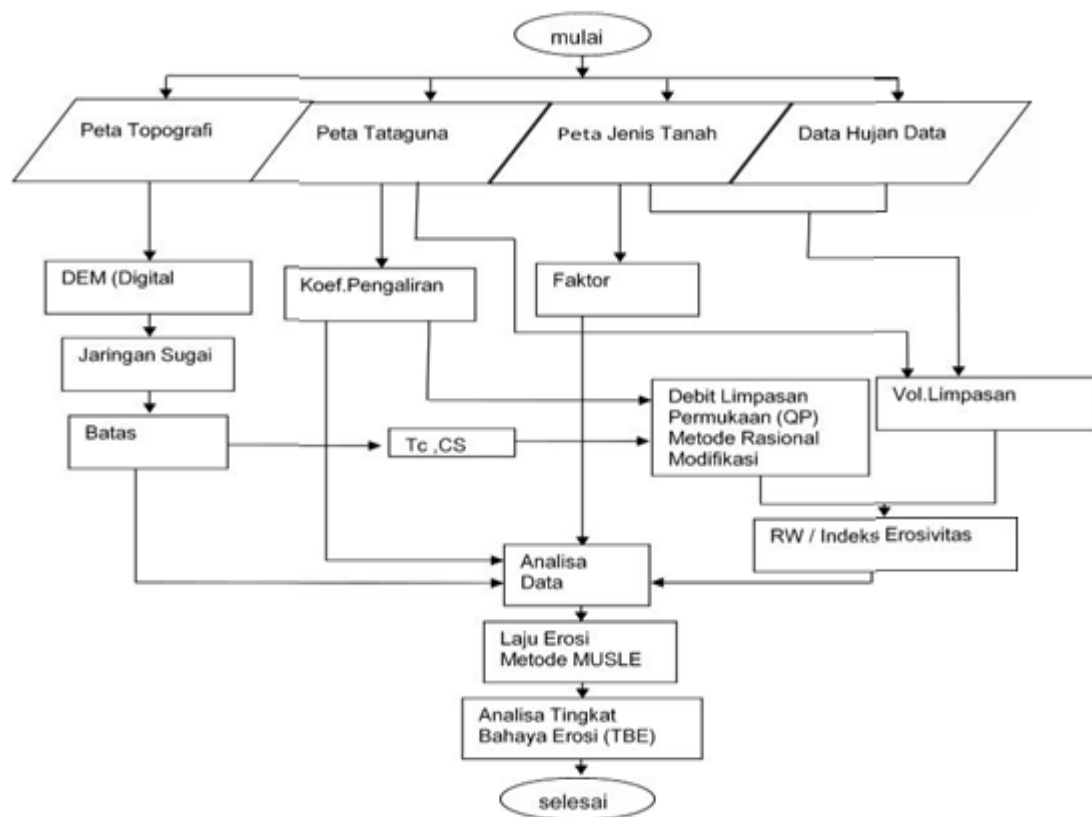 mulai
Peta Topografi
Peta Tataguna
Peta Jenis Tanah
Data Hujan Data
DEM (Digital
Koef.Pengaliran
Faktor
Jaringan Sugai
Batas
Tc ,CS
Debit Limpasan
Permukaan (QP)
Metode Rasional
Modifikasi
Vol.Limpasan
RW / Indeks Erosivitas
Analisa
Data
Laju Erosi
Metode MUSLE
Analisa Tingkat
Bahaya Erosi (TBE)
selesai